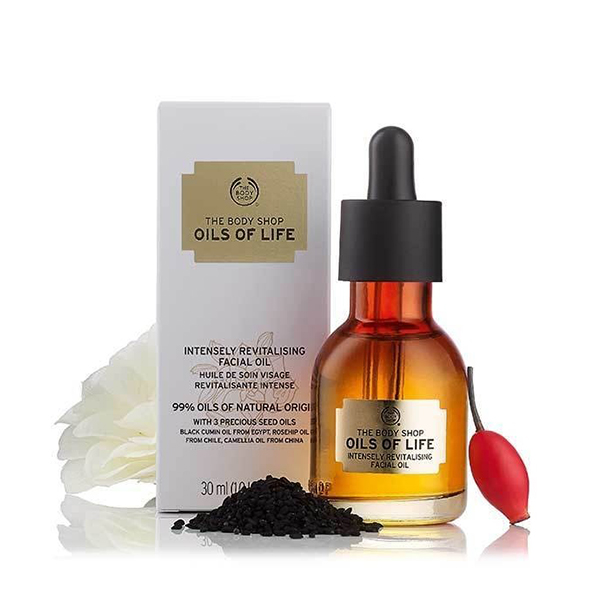 THE
BODY
SHOP
THE BODY SHOP
OILS OF LIFE
INTENSELY REVITALISING
FACIAL OIL
HUILE DE SOIN VISAGE
REVITALISANTE INTENSE
99% OILS OF NATURAL ORIGI
WITH 3 PRECIOUS SEED OILS
BLACK CUMIN OIL FROM EGYPT, ROSEHIP OIL
FROM CHILE, CAMELLIA OIL FROM CHINA
30 ml
THE BODY SHOP
OILS OF LIFE
INTENSELY REVITALISING
FACIAL OIL